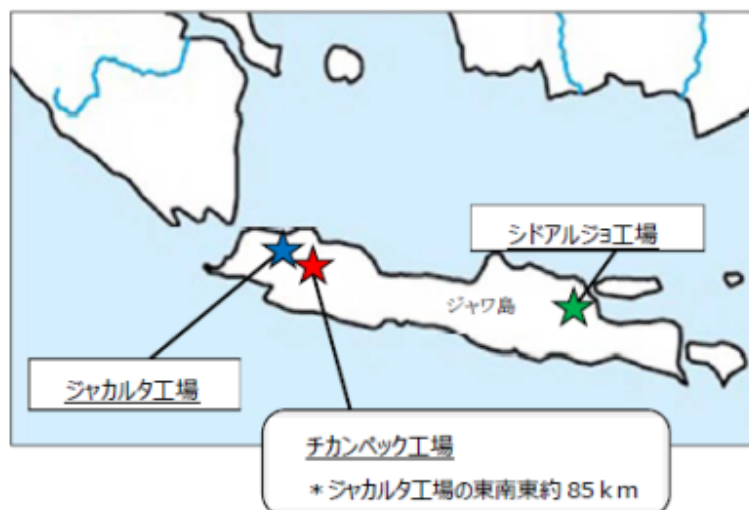 シドアルジョ工場
ジャワ島
ジャカルタ工場
チカンペック工場
＊ジャカルタ工場の東南東約 85ｋｍ